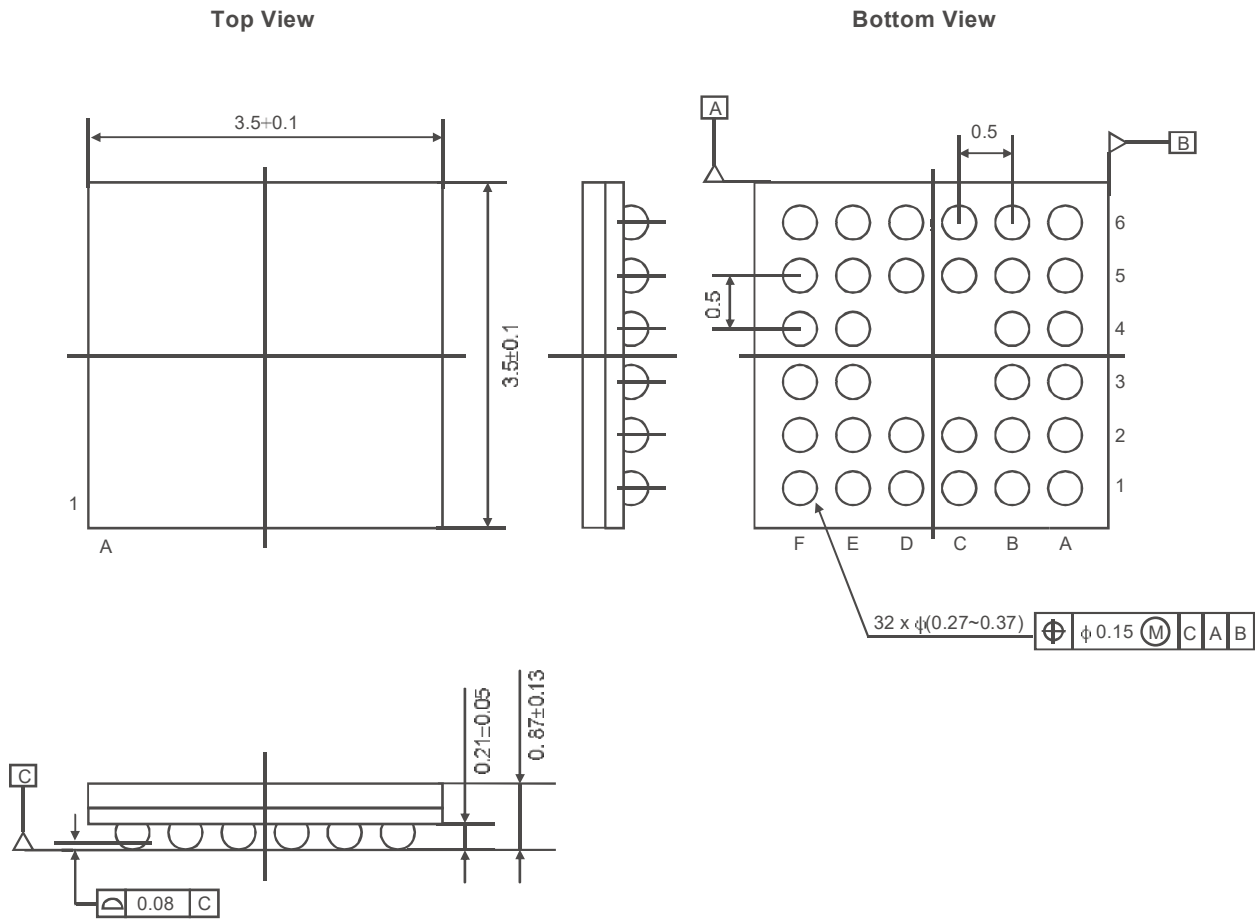 Top View
Bottom View
A
3.5±0.1
0.5
B
6
5
0.5
4
3.5±0.1
3
2
1
1
A
F E D C B A
32 x ϕ(0.27~0.37)
⌖ ϕ 0.15 Ⓜ C A B
0.21±0.05
0.87±0.13
C
⌓ 0.08 C